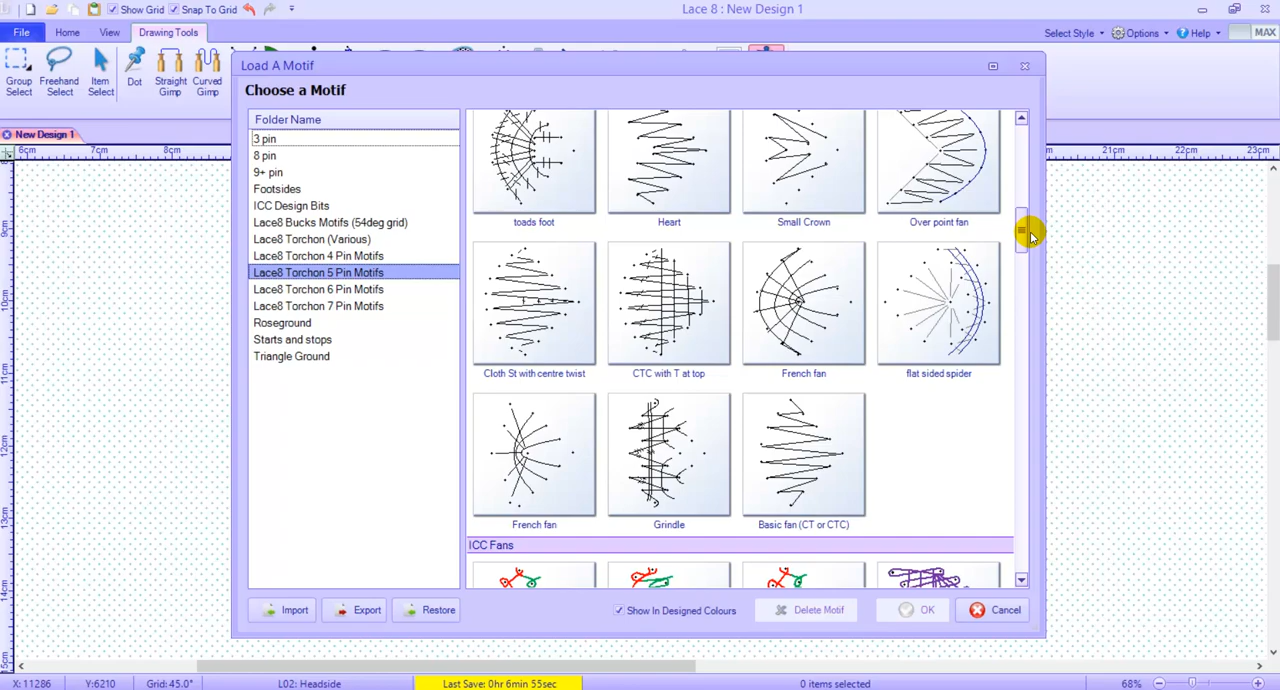 Show Grid
Snap To Grid
Lace 8 : New Design 1
File
Home
View
Drawing Tools
Select Style
Options
Help
MAX
Group Select
Freehand Select
Item Select
Dot
Straight Gimp
Curved Gimp
Load A Motif
Choose a Motif
New Design 1
6cm
7cm
8cm
21cm
22cm
23cm
9cm
10cm
11cm
12cm
13cm
14cm
15cm
Folder Name
3 pin
8 pin
9+ pin
Footsides
ICC Design Bits
Lace8 Bucks Motifs (54deg grid)
Lace8 Torchon (Various)
Lace8 Torchon 4 Pin Motifs
Lace8 Torchon 5 Pin Motifs
Lace8 Torchon 6 Pin Motifs
Lace8 Torchon 7 Pin Motifs
Roseground
Starts and stops
Triangle Ground
toads foot
Heart
Small Crown
Over point fan
Cloth St with centre twist
CTC with T at top
French fan
flat sided spider
French fan
Grindle
Basic fan (CT or CTC)
ICC Fans
Import
Export
Restore
Show In Designed Colours
Delete Motif
OK
Cancel
X: 11286
Y:6210
Grid: 45.0°
L02: Headside
Last Save: 0hr 6min 55sec
0 items selected
68%